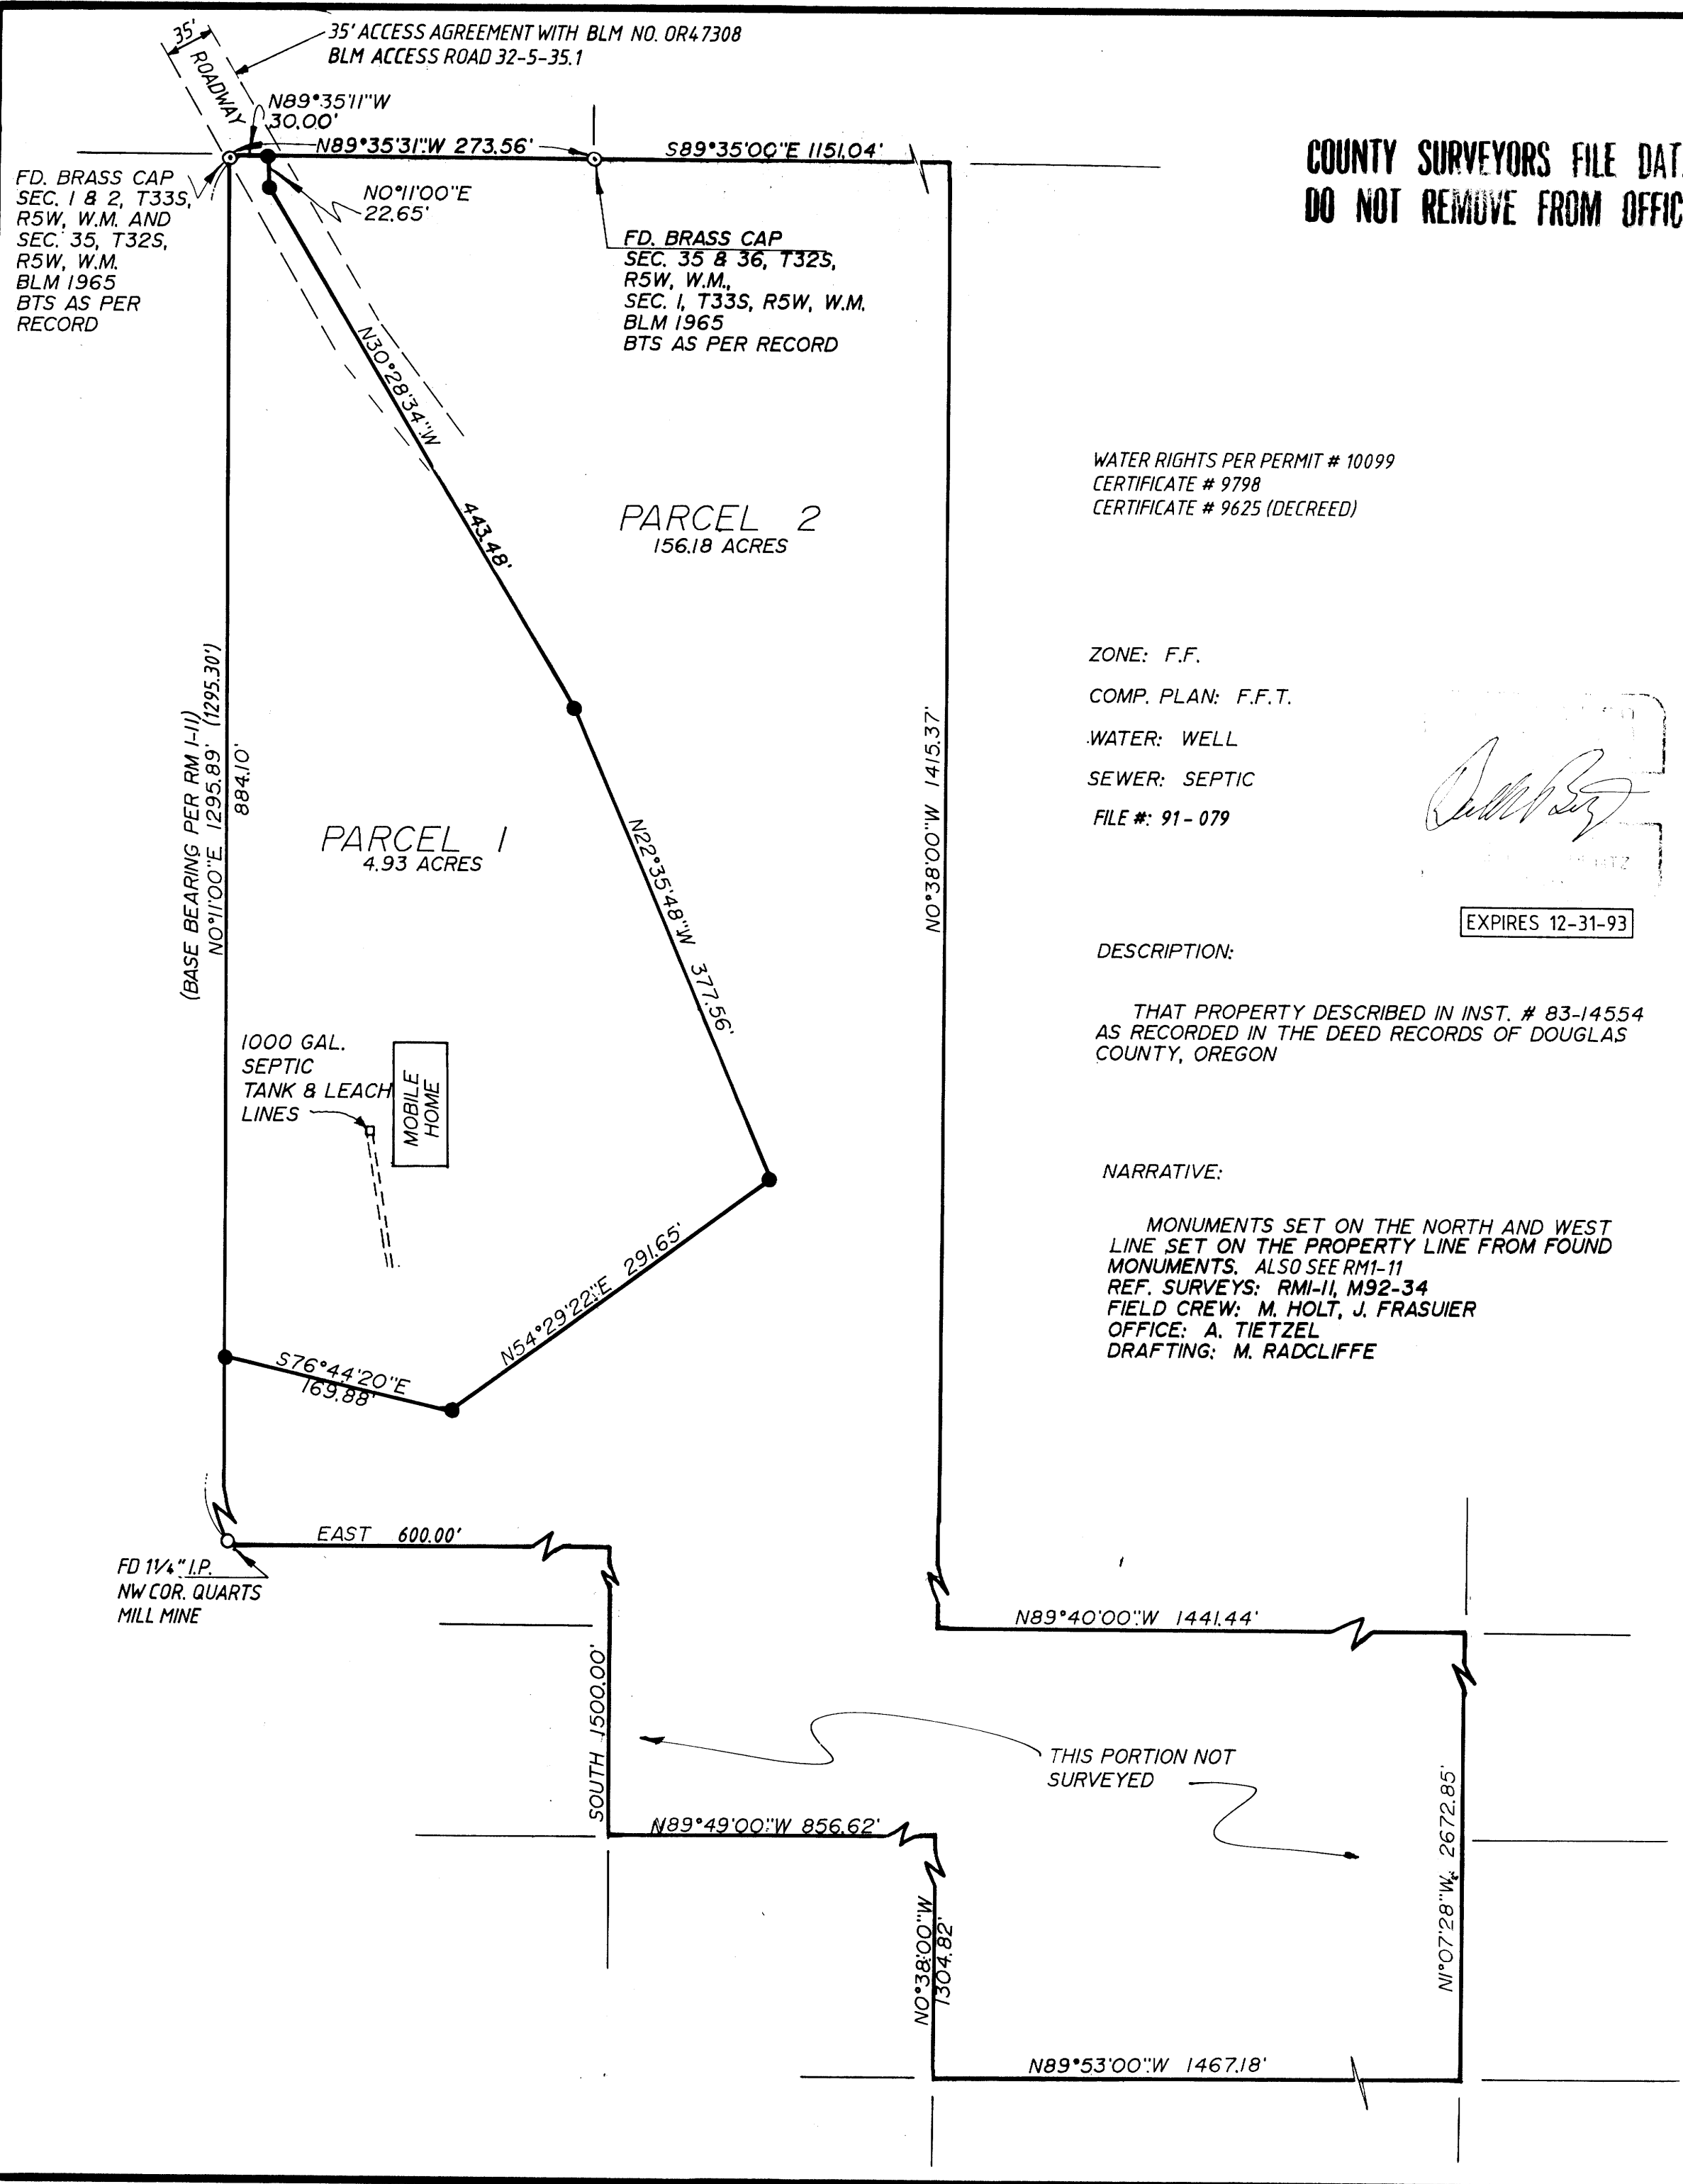 35' ACCESS AGREEMENT WITH BLM NO. OR47308
BLM ACCESS ROAD 32-5-35.1
35'
ROADWAY
N89°35'11"W
30.00'
N89°35'31"W 273.56'
S89°35'00"E 1151.04'
COUNTY SURVEYORS FILE DAT
DO NOT REMOVE FROM OFFIC
FD. BRASS CAP
SEC. 1 & 2, T33S,
R5W, W.M. AND
SEC. 35, T32S,
R5W, W.M.
BLM 1965
BTS AS PER
RECORD
N0°11'00"E
22.65'
FD. BRASS CAP
SEC. 35 & 36, T32S,
R5W, W.M.,
SEC. 1, T33S, R5W, W.M.
BLM 1965
BTS AS PER RECORD
N30°28'34"W
443.48'
WATER RIGHTS PER PERMIT # 10099
CERTIFICATE # 9798
CERTIFICATE # 9625 (DECREED)
PARCEL 2
156.18 ACRES
ZONE: F.F.
COMP. PLAN: F.F.T.
WATER: WELL
SEWER: SEPTIC
FILE #: 91-079
(BASE BEARING PER RM 1-11)
N0°11'00"E 1295.89' (1295.30')
884.10'
PARCEL 1
4.93 ACRES
N22°35'48"W 377.56'
N0°38'00"W 1415.37'
EXPIRES 12-31-93
DESCRIPTION:
THAT PROPERTY DESCRIBED IN INST. # 83-14554
AS RECORDED IN THE DEED RECORDS OF DOUGLAS
COUNTY, OREGON
1000 GAL.
SEPTIC
TANK & LEACH
LINES
MOBILE
HOME
NARRATIVE:
MONUMENTS SET ON THE NORTH AND WEST
LINE SET ON THE PROPERTY LINE FROM FOUND
MONUMENTS. ALSO SEE RM1-11
REF. SURVEYS: RM1-11, M92-34
FIELD CREW: M. HOLT, J. FRASUIER
OFFICE: A. TIETZEL
DRAFTING: M. RADCLIFFE
N54°29'22"E 291.65'
S76°44'20"E
169.88'
EAST 600.00'
FD 1¼" I.P.
NW COR. QUARTS
MILL MINE
N89°40'00"W 1441.44'
SOUTH 1500.00'
THIS PORTION NOT
SURVEYED
N89°49'00"W 856.62'
N1°07'28"W 2672.85'
N0°38'00"W
1304.82'
N89°53'00"W 1467.18'